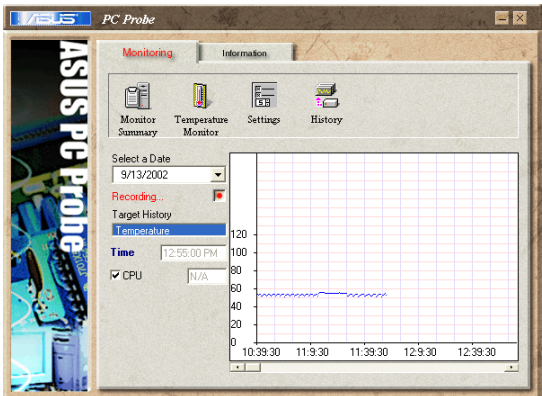 ASUS PC Probe
Monitoring Information
Monitor Summary
Temperature Monitor
Settings
History
ASUS PC Probe
Select a Date
9/13/2002
Recording...
Target History
Temperature
Time 12:55:00 PM
CPU N/A
120
100
80
60
40
20
0
10:39:30 11:9:30 11:39:30 12:9:30 12:39:30